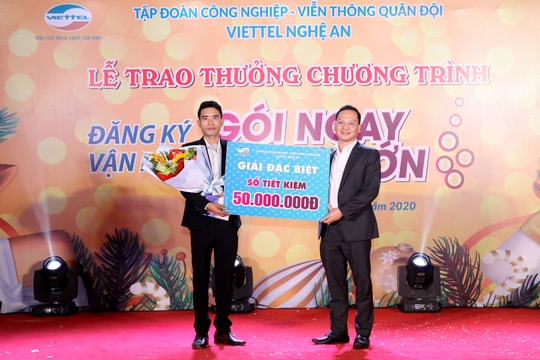 TẬP ĐOÀN CÔNG NGHIỆP - VIỄN THÔNG QUÂN ĐỘI
VIETTEL NGHỆ AN
VIETTEL
Hãy nói theo cách của bạn
LỄ TRAO THƯỞNG CHƯƠNG TRÌNH
ĐĂNG KÝ GÓI NGAY
VẬN
GIẢI ĐẶC BIỆT
SỔ TIẾT KIỆM
50.000.000Đ
2020